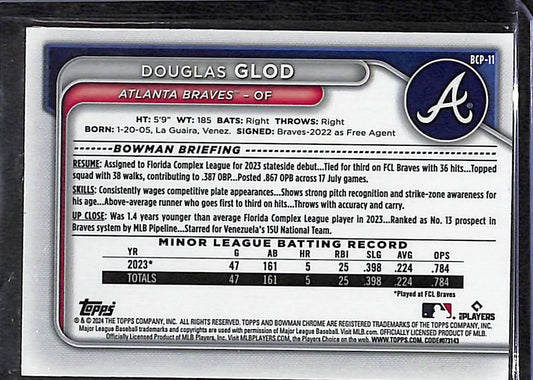 BCP-11
DOUGLAS GLOD
ATLANTA BRAVES™ - OF
A
HT: 5'9" WT: 185 BATS: Right THROWS: Right
BORN: 1-20-05, La Guaira, Venez. SIGNED: Braves-2022 as Free Agent
BOWMAN BRIEFING
RESUME: Assigned to Florida Complex League for 2023 stateside debut...Tied for third on FCL Braves with 36 hits...Topped
squad with 38 walks, contributing to .387 OBP...Posted .867 OPB across 17 July games.
SKILLS: Consistently wages competitive plate appearances...Shows strong pitch recognition and strike-zone awareness for
his age...Above-average runner who goes first to third on hits...Throws with accuracy and carry.
UP CLOSE: Was 1.4 years younger than average Florida Complex League player in 2023...Ranked as No. 13 prospect in
Braves system by MLB Pipeline...Starred for Venezuela's 15U National Team.
MINOR LEAGUE BATTING RECORD
YR G AB HR RBI SLG AVG OPS
2023* 47 161 5 25 .398 .224 .784
TOTALS 47 161 5 25 .398 .224 .784
*Played at FCL Braves
Topps
PLAYERS
® & © 2024 THE TOPPS COMPANY, INC. ALL RIGHTS RESERVED. TOPPS AND BOWMAN CHROME ARE REGISTERED TRADEMARKS OF THE TOPPS COMPANY, INC.
Major League Baseball trademarks and copyrights are used with permission of Major League Baseball. Visit MLB.com. OFFICIALLY LICENSED PRODUCT OF MLB.
Officially Licensed Product of MLB Players, Inc. Visit MLBPLAYERS.com, the Players Choice on the web. WWW.TOPPS.COM. CODE#073143